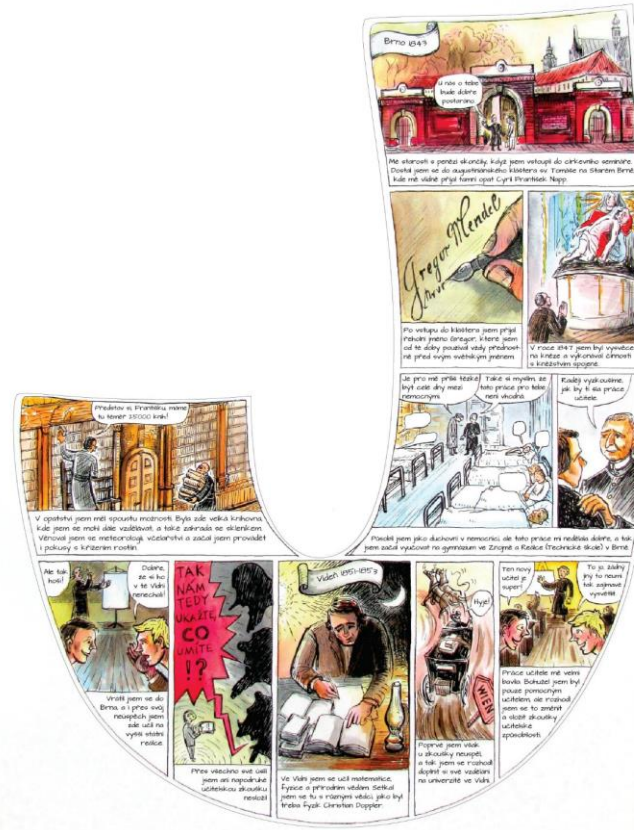 Brno 1843
U nás o tebe
bude dobře
postaráno.
Mé starosti s penězi skončily, když jsem vstoupil do církevního semináře.
Dostal jsem se do augustiniánského kláštera sv. Tomáše na Starém Brně,
kde mě vlídně přijal tamní opat Cyril František Napp.
Gregor Mendel
Po vstupu do kláštera jsem přijal
řeholní jméno Gregor, které jsem
od té doby používal vždy přednost-
ně před svým světským jménem.
V roce 1847 jsem byl vysvěcen
na kněze a vykonával činnosti
s kněžstvím spojené.
Je pro mě příliš těžké
být celé dny mezi
nemocnými.
Také si myslím, že
tato práce pro tebe
není vhodná.
Raději vyzkoušíme,
jak by ti šla práce
učitele.
Působil jsem jako duchovní v nemocnici, ale tato práce mi nedělala dobře, a tak
jsem začal vyučovat na gymnáziu ve Znojmě a Reálce (Technické škole) v Brně.
Ten nový
učitel je
super!
To jo, žádný
jiný to neumí
tak zajímavě
vysvětlit.
Práce učitele mě velmi
bavila. Bohužel jsem byl
pouze pomocným
učitelem, ale rozhodl
jsem se to změnit
a složit zkoušky
učitelské
způsobilosti.
Hyje!
WIEN
Poprvé jsem však
u zkoušky neuspěl,
a tak jsem se rozhodl
doplnit si své vzdělání
na univerzitě ve Vídni.
Vídeň 1851-1853
Ve Vídni jsem se učil matematice,
fyzice a přírodním vědám. Setkal
jsem se tu s různými vědci, jako byl
třeba fyzik Christian Doppler.
TAK
NÁM
TEDY
UKAŽTE,
CO
UMÍTE
!?
Přes všechno své úsilí
jsem ani napodruhé
učitelskou zkoušku
nesložil.
Ale tak,
hoši!
Dobře,
že si ho
v té Vídni
nenechali!
Vrátil jsem se do
Brna, a i přes svůj
neúspěch jsem
zde učil na
vyšší státní
reálce.
Představ si, Františku, máme
tu téměř 25000 knih!
V opatství jsem měl spoustu možností. Byla zde velká knihovna,
kde jsem se mohl dále vzdělávat, a také zahrada se skleníkem.
Věnoval jsem se meteorologii, včelařství a začal jsem provádět
i pokusy s křížením rostlin.